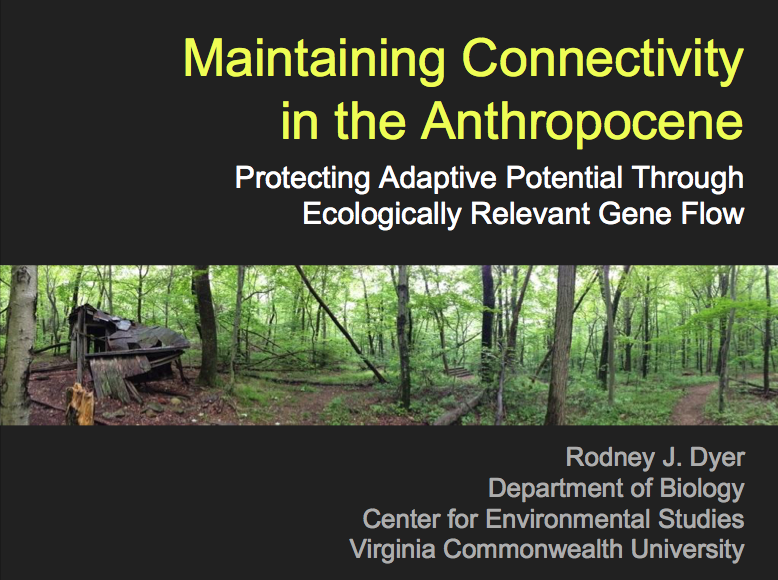 Maintaining Connectivity
in the Anthropocene
Protecting Adaptive Potential Through
Ecologically Relevant Gene Flow
Rodney J. Dyer
Department of Biology
Center for Environmental Studies
Virginia Commonwealth University